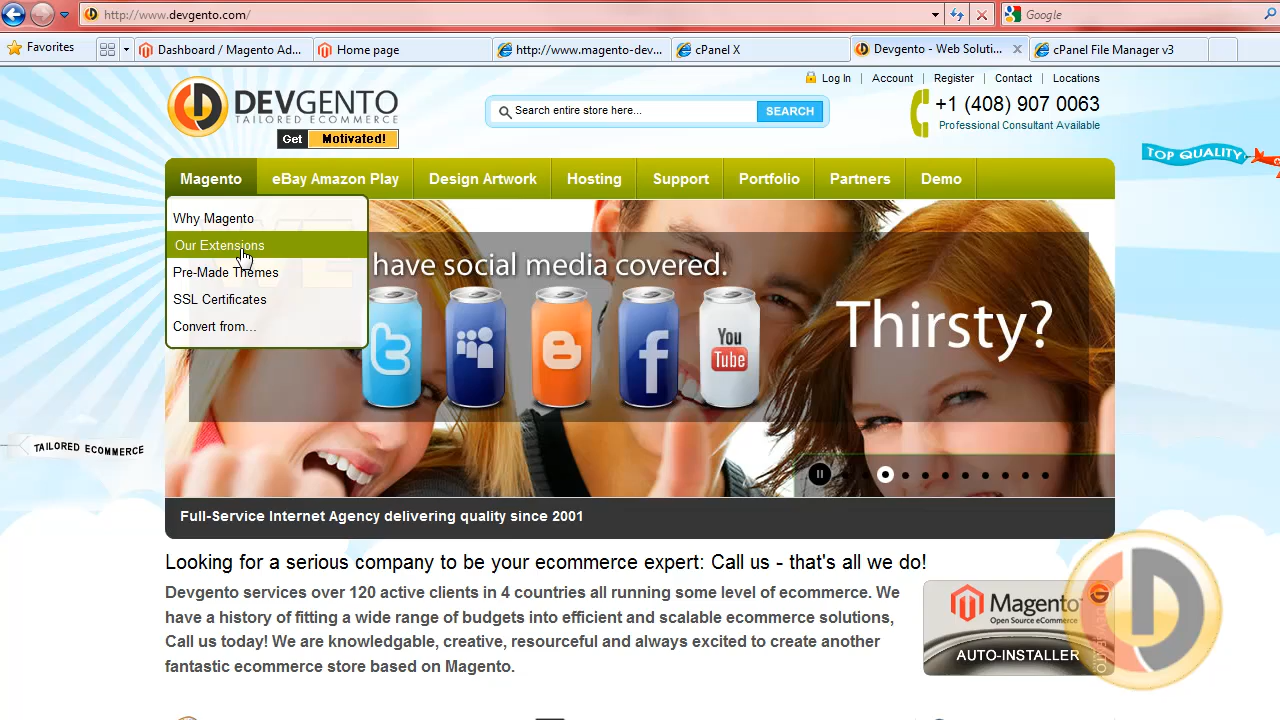 http://www.devgento.com/
Google
Favorites
Dashboard / Magento Ad...
Home page
http://www.magento-dev...
cPanel X
Devgento - Web Soluti...
cPanel File Manager v3
Log In | Account | Register | Contact | Locations
DEVGENTO
TAILORED ECOMMERCE
Get Motivated!
Search entire store here...
SEARCH
+1 (408) 907 0063
Professional Consultant Available
TOP QUALITY
Magento
eBay Amazon Play
Design Artwork
Hosting
Support
Portfolio
Partners
Demo
Why Magento
Our Extensions
Pre-Made Themes
SSL Certificates
Convert from...
WE have social media covered.
Thirsty?
You
Tube
TAILORED ECOMMERCE
Full-Service Internet Agency delivering quality since 2001
Looking for a serious company to be your ecommerce expert: Call us - that's all we do!
Devgento services over 120 active clients in 4 countries all running some level of ecommerce. We
have a history of fitting a wide range of budgets into efficient and scalable ecommerce solutions,
Call us today! We are knowledgable, creative, resourceful and always excited to create another
fantastic ecommerce store based on Magento.
Magento
Open Source eCommerce
AUTO-INSTALLER
DEVGENTO